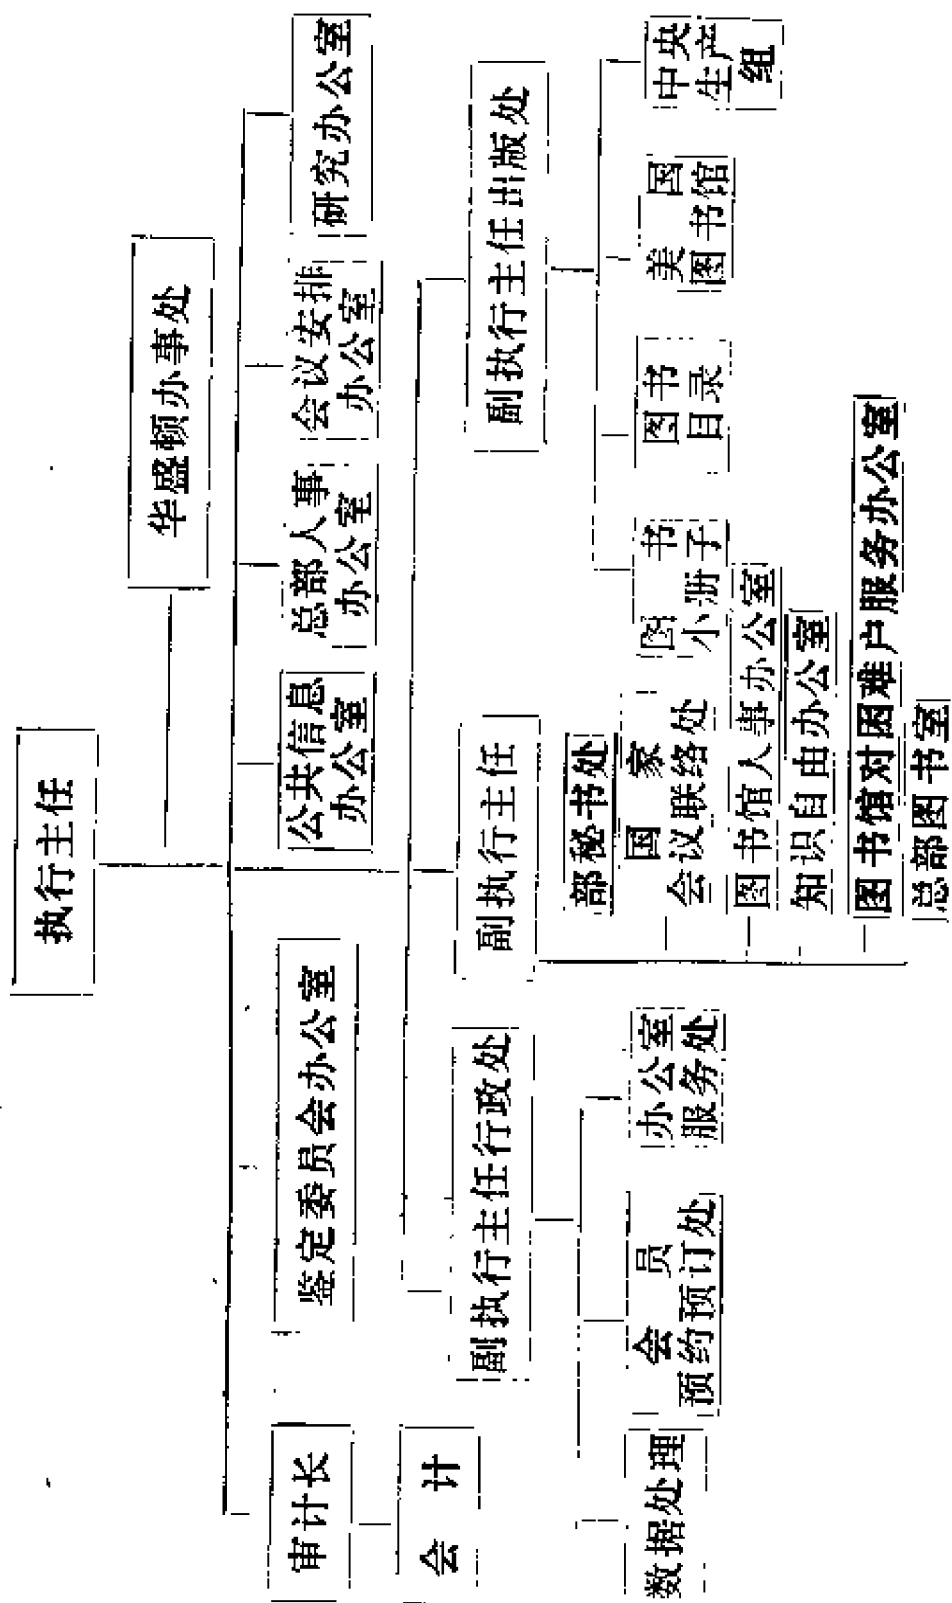 执行主任
华盛顿办事处
审计长
鉴定委员会办公室
公共信息
办公室
总部人事
办公室
会议安排
办公室
研究办公室
会计
副执行主任行政处
副执行主任
副执行主任出版处
数据处理
会员
预约预订处
办公室
服务处
部秘书处
国家
会议联络处
图书馆人事办公室
知识自由办公室
图书馆对困难户服务办公室
总部图书室
图书
小册子
图书
目录
美国
图书馆
中央
生产
组